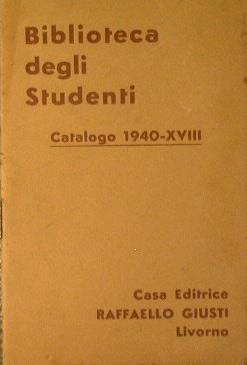 Biblioteca
degli
Studenti
Catalogo 1940-XVIII
Casa Editrice
RAFFAELLO GIUSTI
Livorno